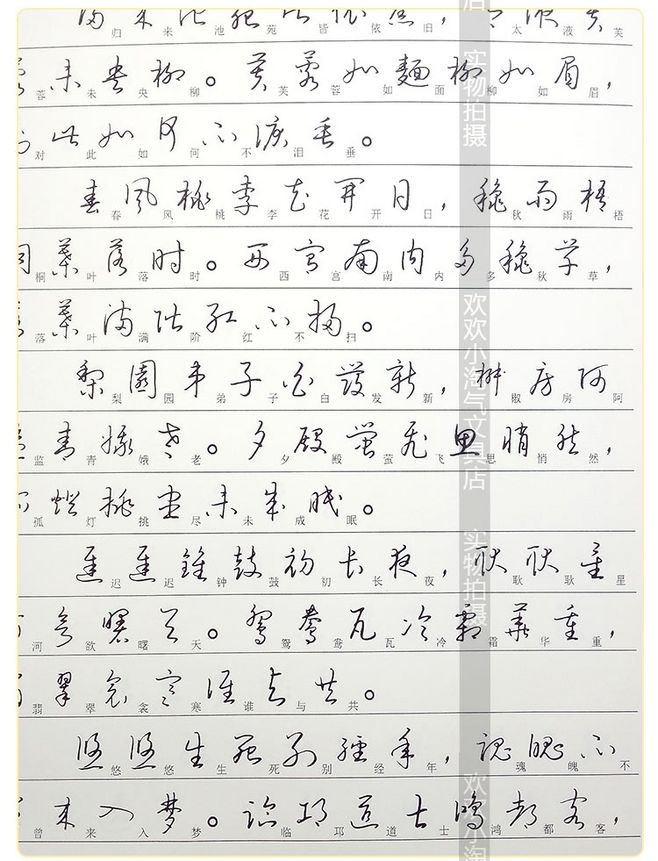 归来池苑皆依旧，太液芙
蓉未央柳。芙蓉如面柳如眉，
对此如何不泪垂。
春风桃李花开日，秋雨梧
桐叶落时。西宫南内多秋草，
落叶满阶红不扫。
梨园弟子白发新，椒房阿
监青娥老。夕殿萤飞思悄然，
孤灯挑尽未成眠。
迟迟钟鼓初长夜，耿耿星
河欲曙天。鸳鸯瓦冷霜华重，
翡翠衾寒谁与共。
悠悠生死别经年，魂魄不
曾来入梦。临邛道士鸿都客，
店
实物拍摄
欢欢小淘气文具店
实物拍摄
欢欢小淘